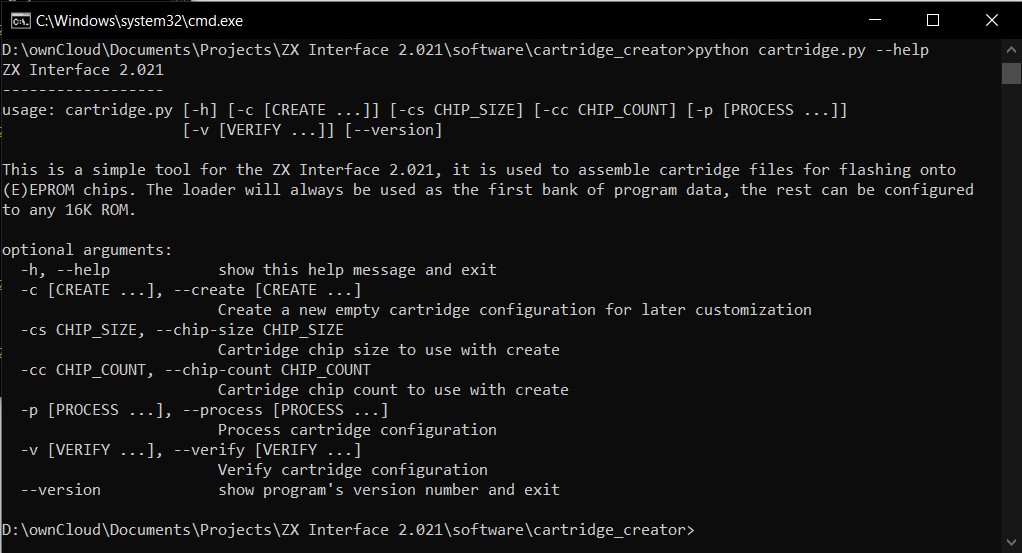 C:\Windows\system32\cmd.exe
D:\ownCloud\Documents\Projects\ZX Interface 2.021\software\cartridge_creator>python cartridge.py --help
ZX Interface 2.021
------------------
usage: cartridge.py [-h] [-c [CREATE ...]] [-cs CHIP_SIZE] [-cc CHIP_COUNT] [-p [PROCESS ...]]
                    [-v [VERIFY ...]] [--version]

This is a simple tool for the ZX Interface 2.021, it is used to assemble cartridge files for flashing onto
(E)EPROM chips. The loader will always be used as the first bank of program data, the rest can be configured
to any 16K ROM.

optional arguments:
  -h, --help            show this help message and exit
  -c [CREATE ...], --create [CREATE ...]
                        Create a new empty cartridge configuration for later customization
  -cs CHIP_SIZE, --chip-size CHIP_SIZE
                        Cartridge chip size to use with create
  -cc CHIP_COUNT, --chip-count CHIP_COUNT
                        Cartridge chip count to use with create
  -p [PROCESS ...], --process [PROCESS ...]
                        Process cartridge configuration
  -v [VERIFY ...], --verify [VERIFY ...]
                        Verify cartridge configuration
  --version             show program's version number and exit

D:\ownCloud\Documents\Projects\ZX Interface 2.021\software\cartridge_creator>